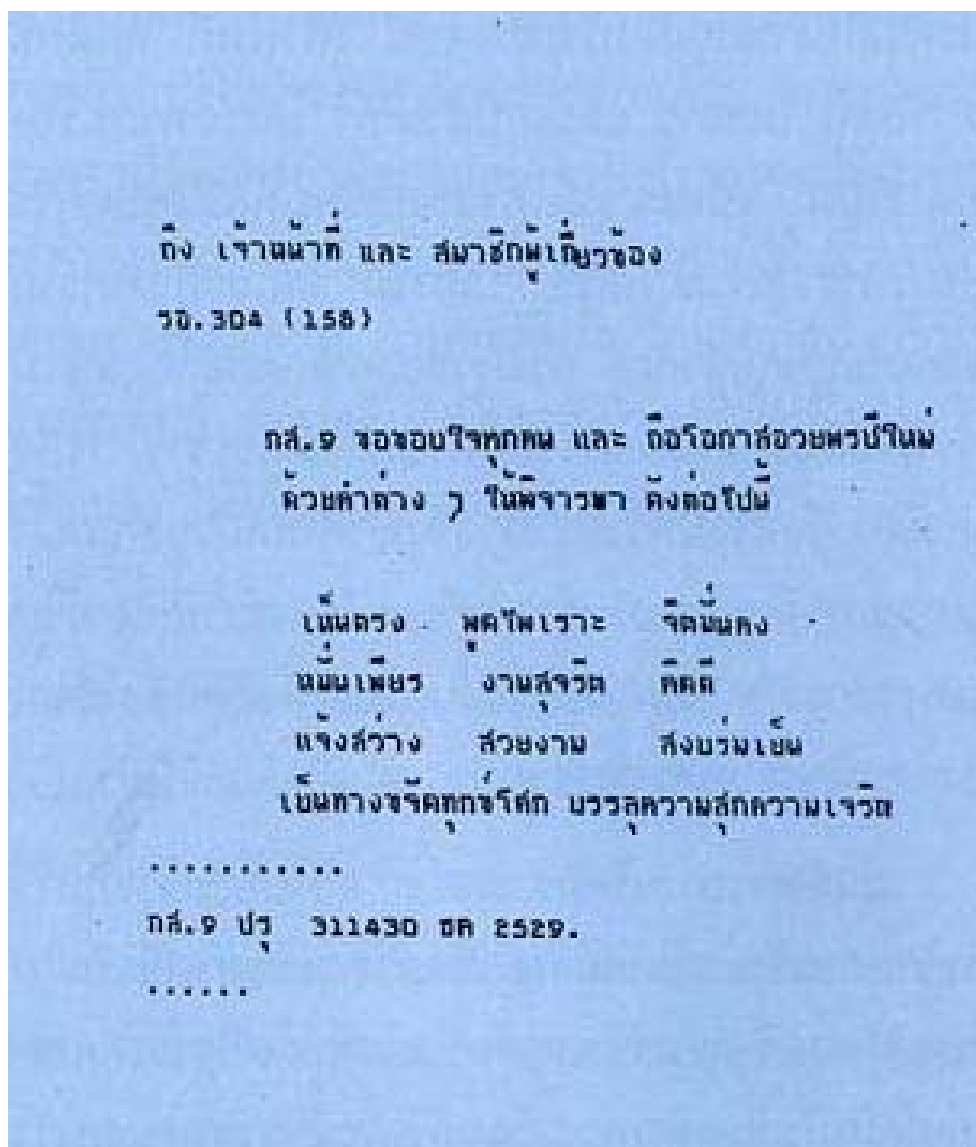 ถึง เจ้าหน้าที่ และ สมาชิกผู้เกี่ยวข้อง
รอ.304 (158)
กส.9 ขอขอบใจทุกคน และ ถือโอกาสอวยพรปีใหม่
ด้วยคำต่าง ๆ ให้พิจารณา ดังต่อไปนี้
เห็นตรง พูดไพเราะ จิตมั่นคง
หมั่นเพียร งานสุจริต คิดดี
แจ้งสว่าง สวยงาม สงบร่มเย็น
เป็นทางขจัดทุกข์โศก บรรลุความสุขความเจริญ
...........
กส.9 ปรุ 311430 ธค 2529.
......